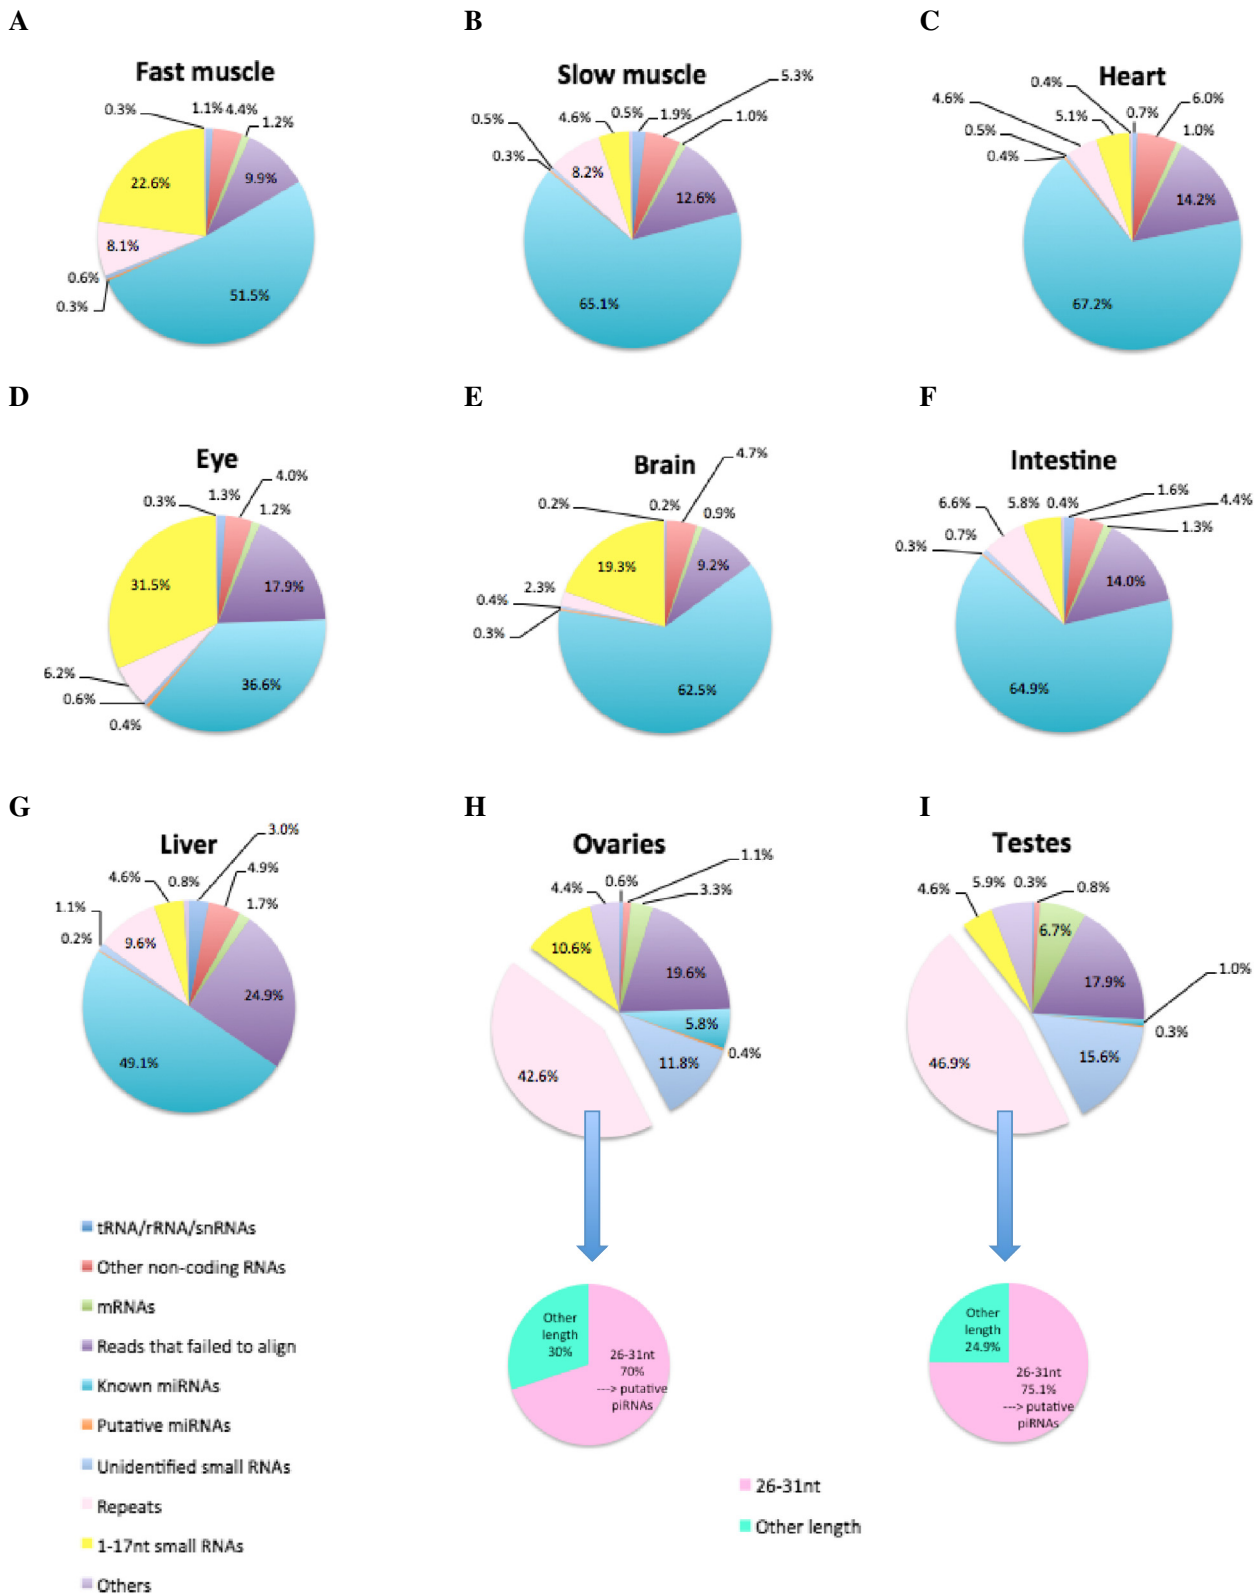 A
B
C
Fast muscle
0.3%
1.1%
4.4%
1.2%
22.6%
9.9%
8.1%
0.6%
0.3%
51.5%
Slow muscle
5.3%
0.5%
4.6%
0.5%
1.9%
1.0%
0.3%
8.2%
12.6%
65.1%
Heart
0.4%
4.6%
5.1%
0.7%
6.0%
1.0%
0.5%
0.4%
14.2%
67.2%
D
E
F
Eye
0.3%
1.3%
4.0%
1.2%
31.5%
17.9%
6.2%
0.6%
0.4%
36.6%
Brain
4.7%
0.2%
0.2%
0.9%
19.3%
9.2%
2.3%
0.4%
0.3%
62.5%
Intestine
6.6%
5.8%
0.4%
1.6%
4.4%
1.3%
0.7%
0.3%
14.0%
64.9%
G
H
I
Liver
3.0%
4.6%
0.8%
4.9%
1.7%
1.1%
0.2%
9.6%
24.9%
49.1%
Ovaries
1.1%
4.4%
0.6%
3.3%
10.6%
19.6%
5.8%
0.4%
11.8%
42.6%
Testes
4.6%
5.9%
0.3%
0.8%
6.7%
17.9%
1.0%
0.3%
15.6%
46.9%
tRNA/rRNA/snRNAs
Other non-coding RNAs
mRNAs
Reads that failed to align
Known miRNAs
Putative miRNAs
Unidentified small RNAs
Repeats
1-17nt small RNAs
Others
Other
length
30%
26-31nt
70%
---> putative
piRNAs
Other
length
24.9%
26-31nt
75.1%
---> putative
piRNAs
26-31nt
Other length